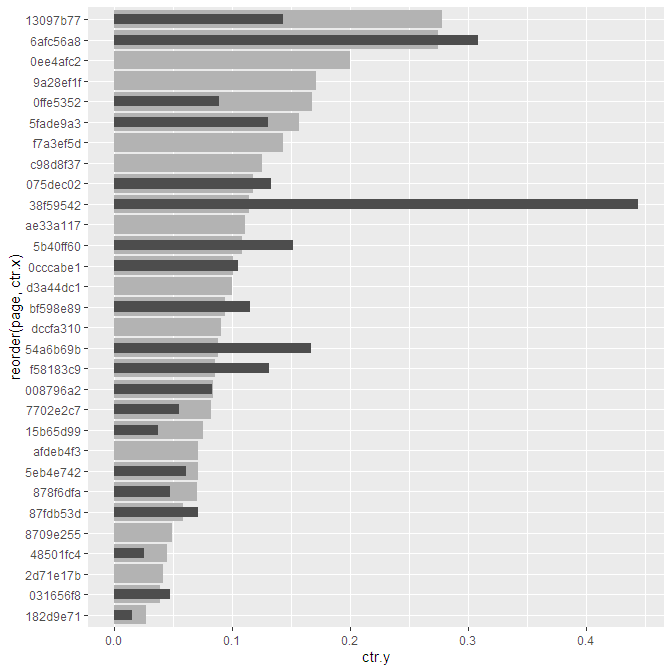 13097b77
6afc56a8
0ee4afc2
9a28ef1f
0ffe5352
5fade9a3
f7a3ef5d
c98d8f37
075dec02
38f59542
ae33a117
5b40ff60
0cccabe1
d3a44dc1
bf598e89
dccfa310
54a6b69b
f58183c9
008796a2
7702e2c7
15b65d99
afdeb4f3
5eb4e742
878f6dfa
87fdb53d
8709e255
48501fc4
2d71e17b
031656f8
182d9e71
reorder(page, ctr.x)
0.0 0.1 0.2 0.3 0.4
ctr.y